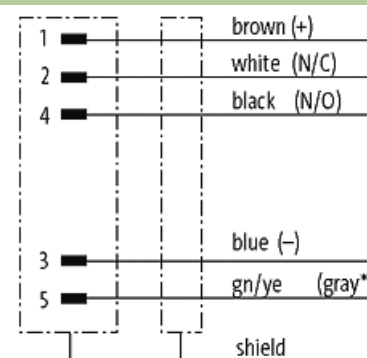 1 brown (+)
2 white (N/C)
4 black (N/O)
3 blue (–)
5 gn/ye (gray*
shield